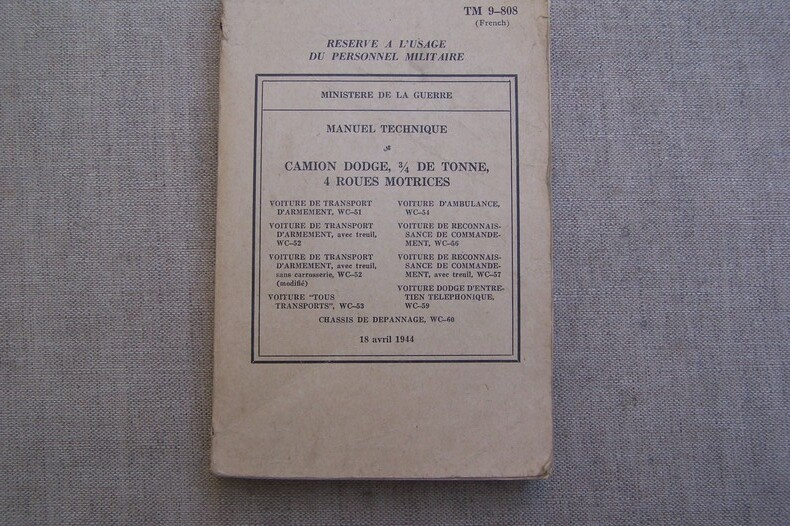 TM 9-808
(French)
RESERVE A L'USAGE
DU PERSONNEL MILITAIRE
MINISTERE DE LA GUERRE
MANUEL TECHNIQUE
CAMION DODGE, ¾ DE TONNE,
4 ROUES MOTRICES
VOITURE DE TRANSPORT
D'ARMEMENT, WC-51
VOITURE DE TRANSPORT
D'ARMEMENT, avec treuil,
WC-52
VOITURE DE TRANSPORT
D'ARMEMENT, avec treuil,
sans carrosserie, WC-52
(modifié)
VOITURE "TOUS
TRANSPORTS", WC-53
VOITURE D'AMBULANCE,
WC-54
VOITURE DE RECONNAIS-
SANCE DE COMMANDE-
MENT, WC-56
VOITURE DE RECONNAIS-
SANCE DE COMMANDE-
MENT, avec treuil, WC-57
VOITURE DODGE D'ENTRE-
TIEN TELEPHONIQUE,
WC-59
CHASSIS DE DEPANNAGE, WC-60
18 avril 1944